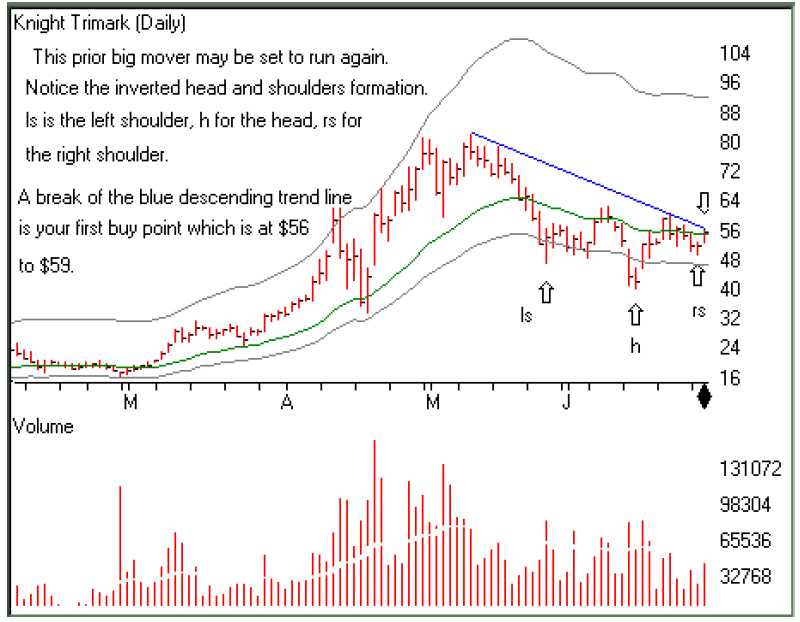 Knight Trimark (Daily)
This prior big mover may be set to run again.
Notice the inverted head and shoulders formation.
ls is the left shoulder, h for the head, rs for
the right shoulder.
A break of the blue descending trend line
is your first buy point which is at $56
to $59.
104
96
88
80
72
64
56
48
40
32
24
16
ls
h
rs
M
A
M
J
Volume
131072
98304
65536
32768